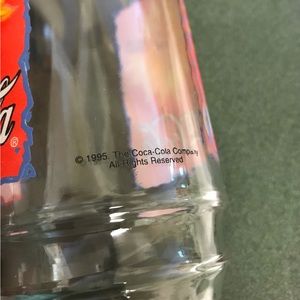 © 1995 The Coca-Cola Company
All Rights Reserved